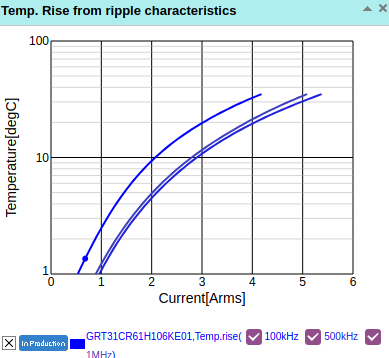 Temp. Rise from ripple characteristics
100
10
1
Temperature[degC]
0 1 2 3 4 5 6
Current[Arms]
In Production GRT31CR61H106KE01,Temp.rise( 100kHz 500kHz
1MHz)